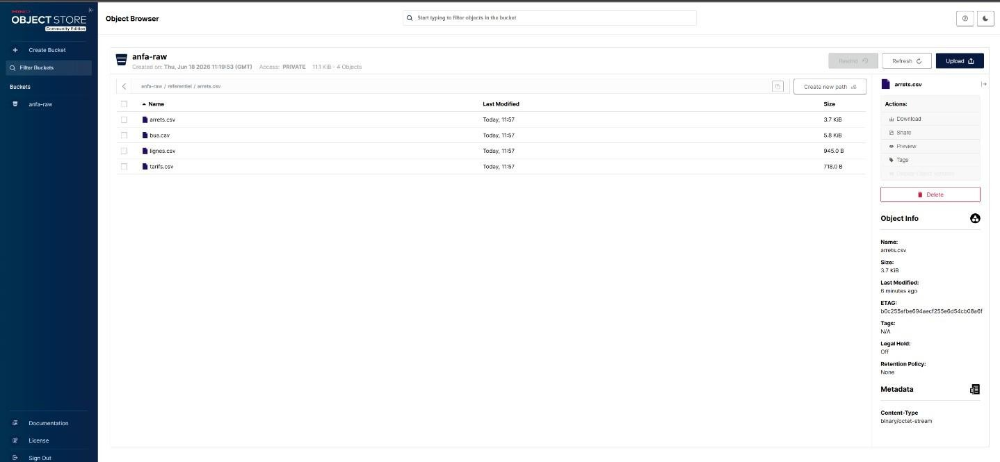 MINIO
OBJECT STORE
Community Edition
Create Bucket
Filter Buckets
Buckets
anfa-raw
Documentation
License
Sign Out
Object Browser
Start typing to filter objects in the bucket
anfa-raw
Created on: Thu, Jun 18 2026 11:19:53 (GMT) Access: PRIVATE 11.1 KiB - 4 Objects
Rewind
Refresh
Upload
anfa-raw / referentiel / arrets.csv
Create new path
Name Last Modified Size
arrets.csv Today, 11:57 3.7 KiB
bus.csv Today, 11:57 5.8 KiB
lignes.csv Today, 11:57 945.0 B
tarifs.csv Today, 11:57 718.0 B
arrets.csv
Actions:
Download
Share
Preview
Tags
Display Object Versions
Delete
Object Info
Name:
arrets.csv
Size:
3.7 KiB
Last Modified:
6 minutes ago
ETAG:
b0c255afbe694aecf255e6d54cb08a6f
Tags:
N/A
Legal Hold:
Off
Retention Policy:
None
Metadata
Content-Type
binary/octet-stream